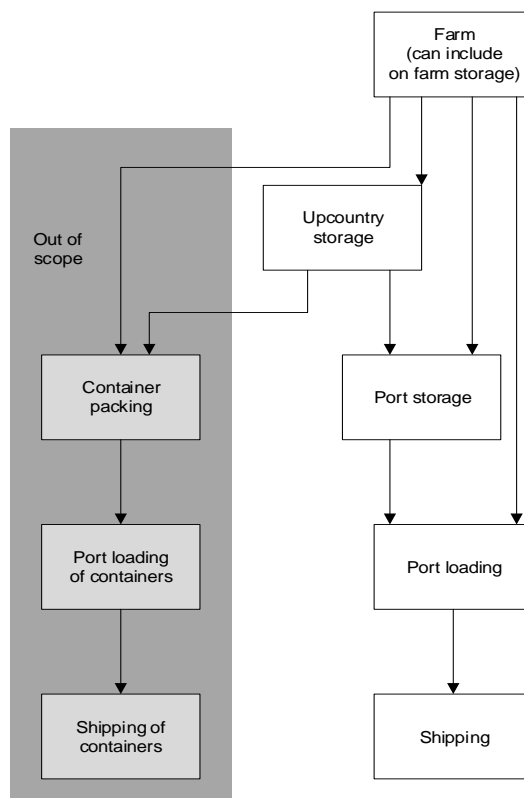 Farm
(can include
on farm storage)
Upcountry
storage
Out of
scope
Container
packing
Port storage
Port loading
of containers
Port loading
Shipping of
containers
Shipping